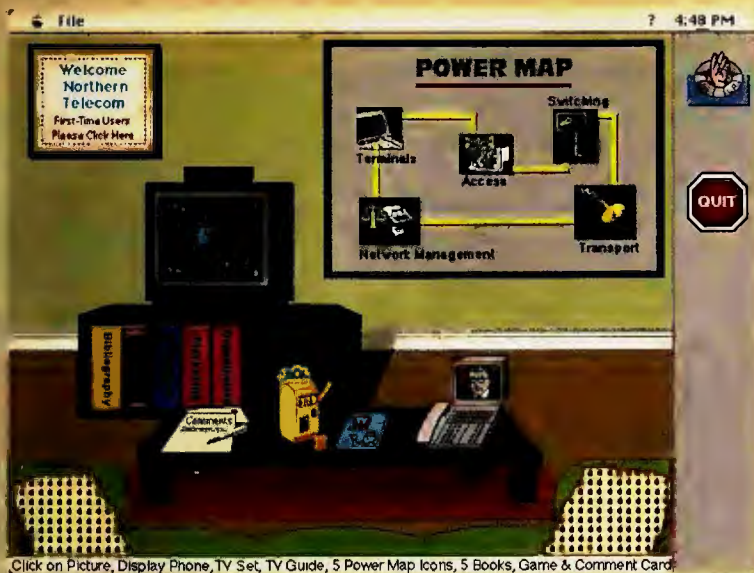 File
? 4:48 PM
Welcome
Northern
Telecom
First-Time Users
Please Click Here
POWER MAP
Switching
Terminals
Access
Network Management
Transport
QUIT
Bibliography
Comments
Click on Picture, Display Phone, TV Set, TV Guide, 5 Power Map Icons, 5 Books, Game & Comment Card